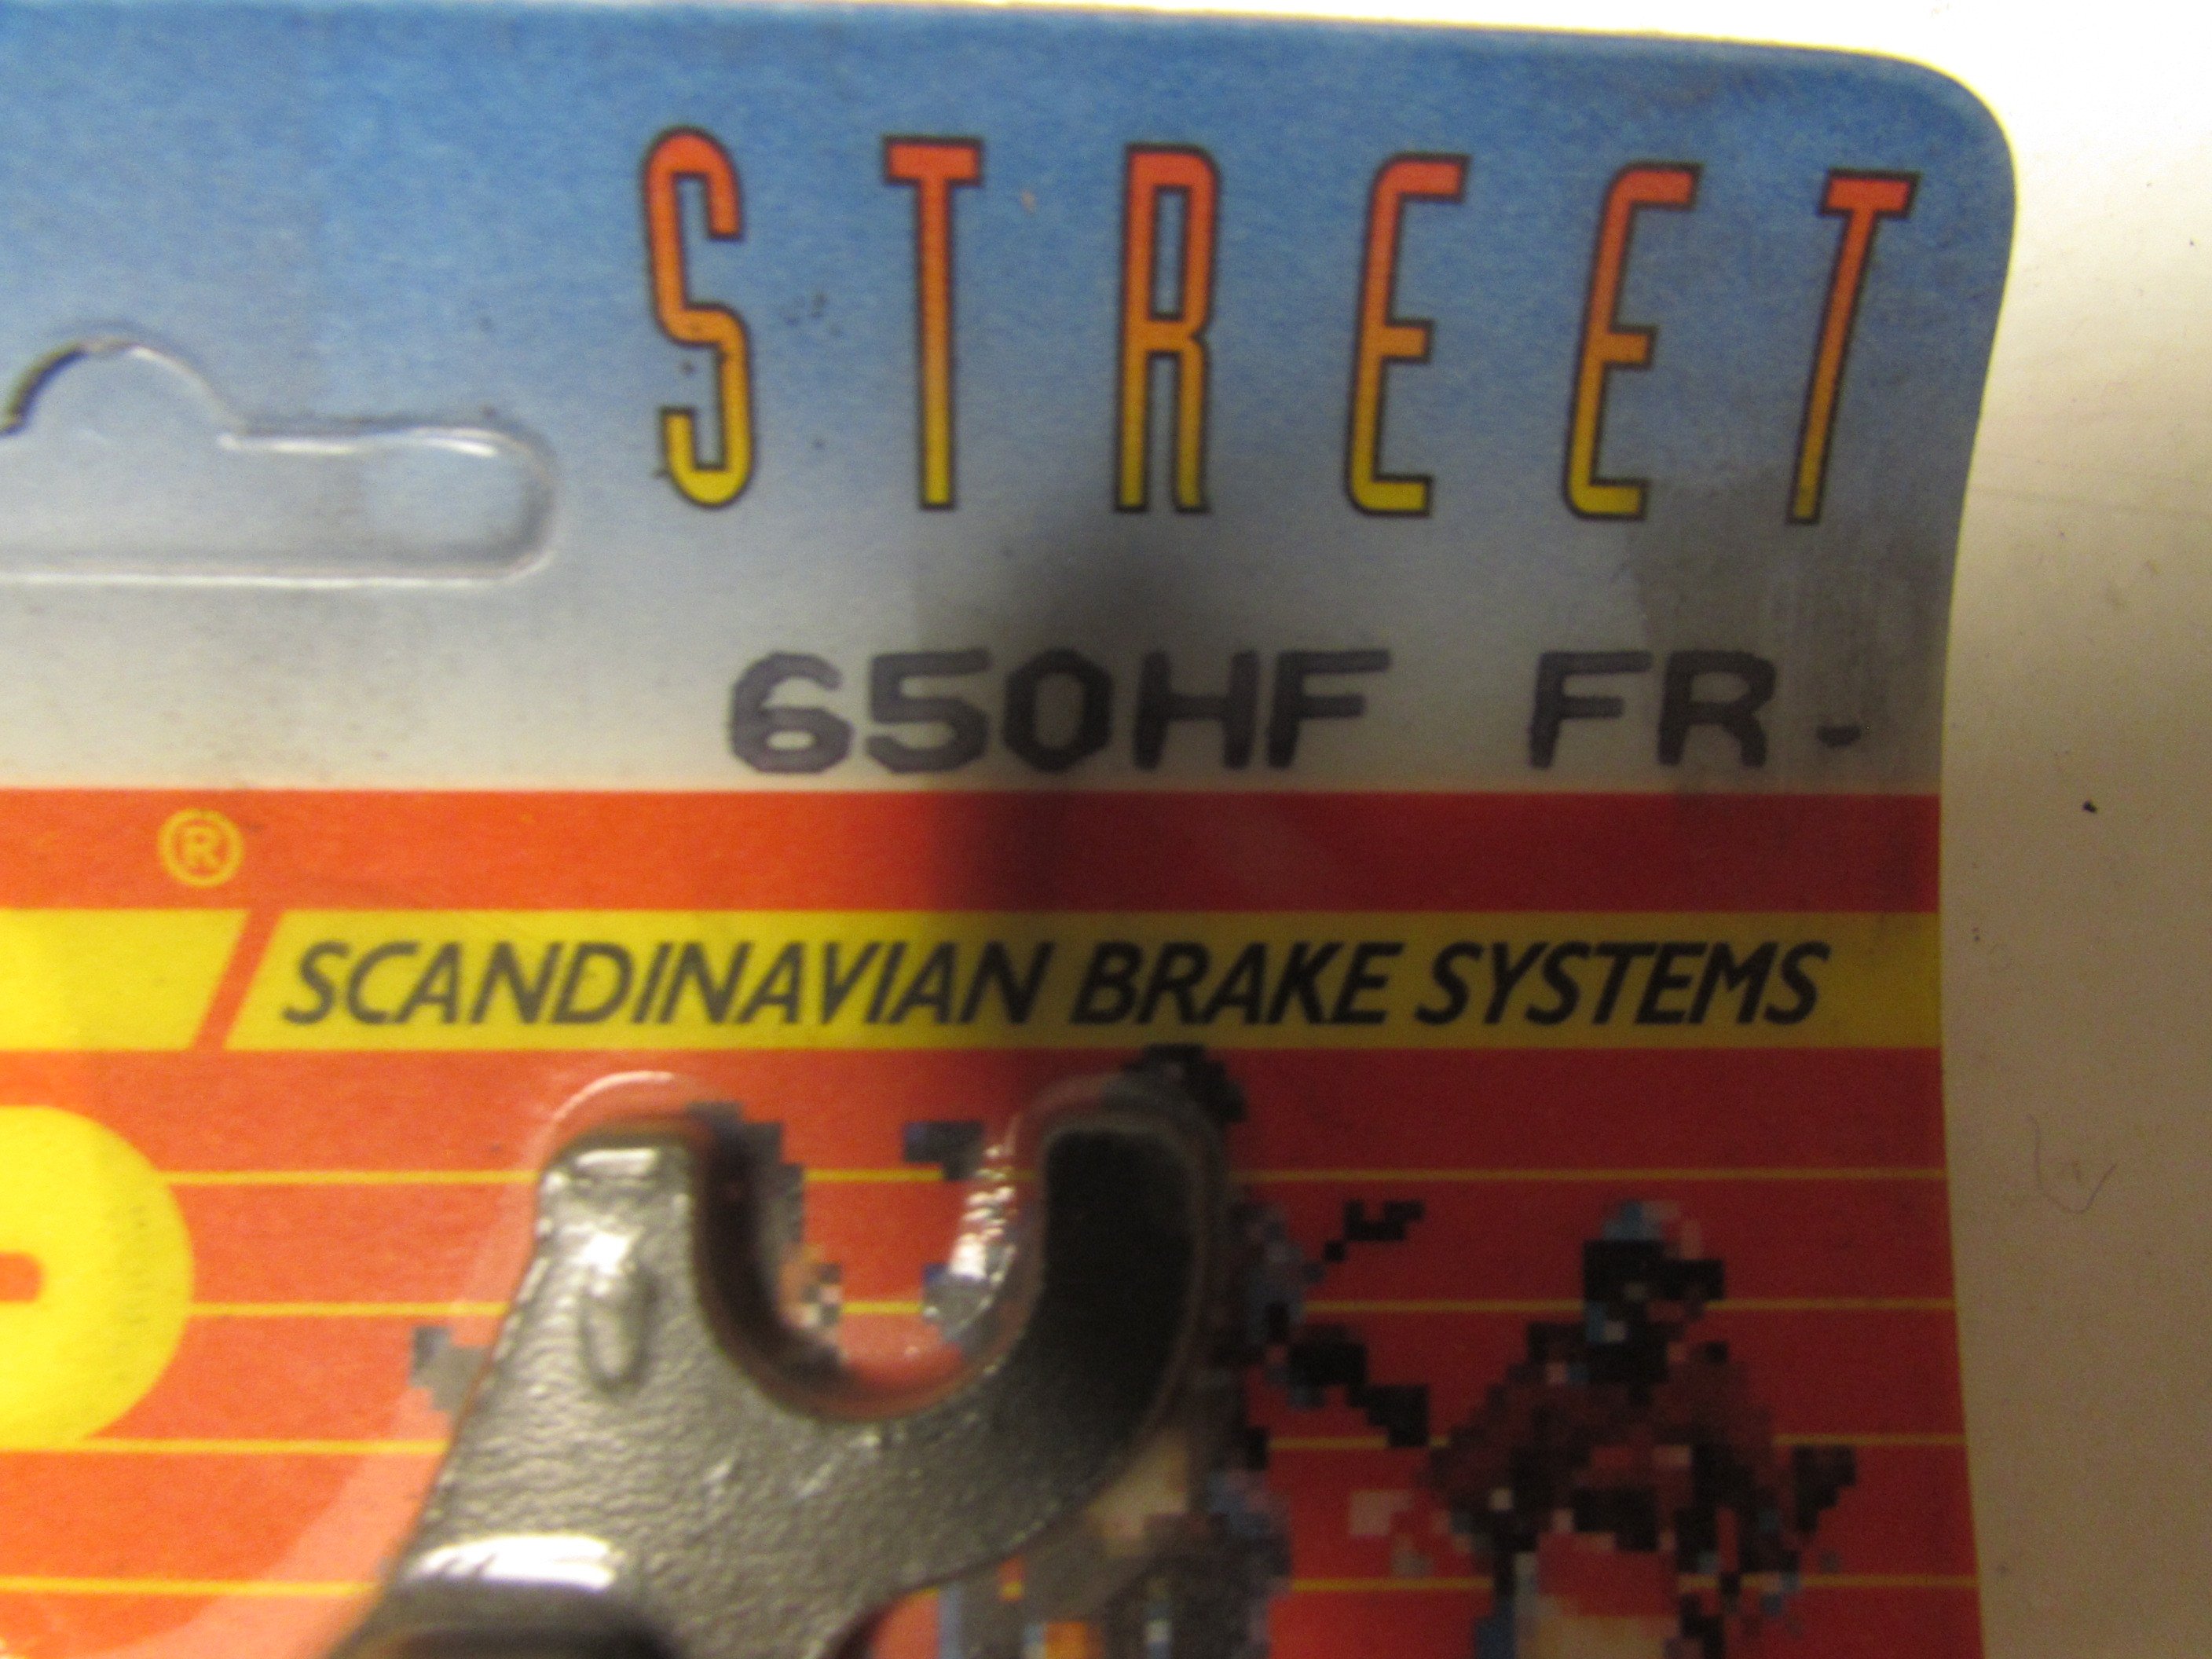 STREET
650HF FR-
®
SCANDINAVIAN BRAKE SYSTEMS